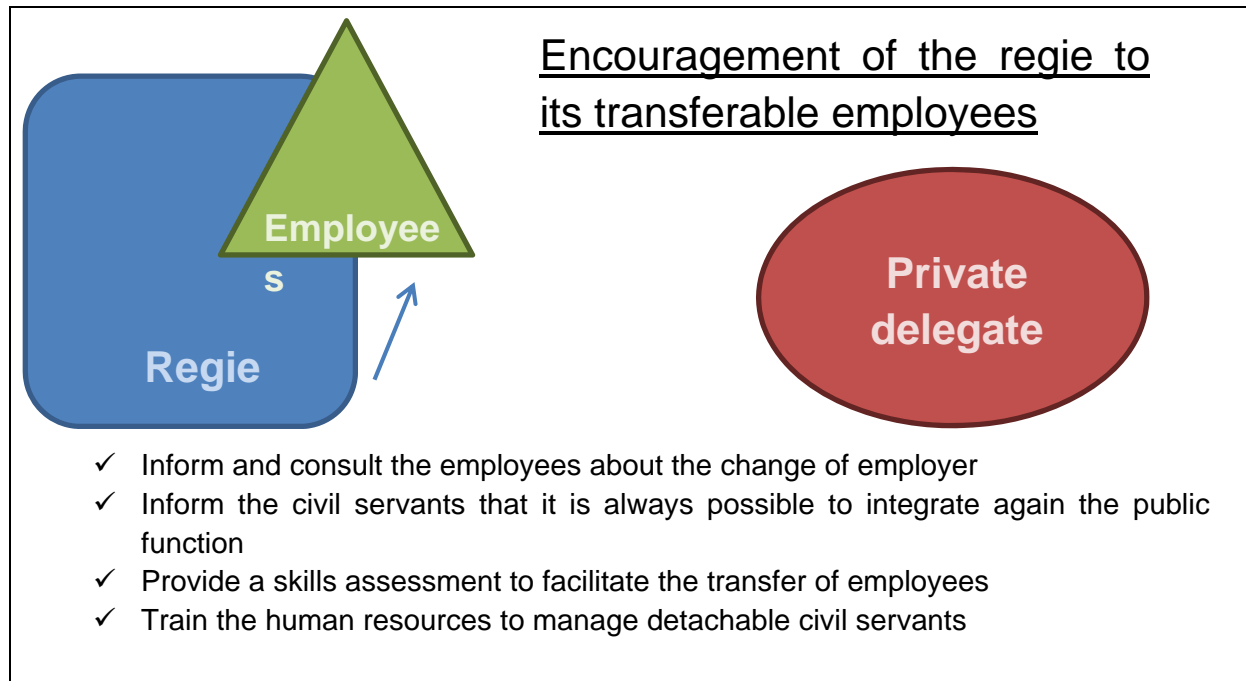 Encouragement of the regie to
its transferable employees
Employee
s
Regie
Private
delegate
✓ Inform and consult the employees about the change of employer
✓ Inform the civil servants that it is always possible to integrate again the public
function
✓ Provide a skills assessment to facilitate the transfer of employees
✓ Train the human resources to manage detachable civil servants